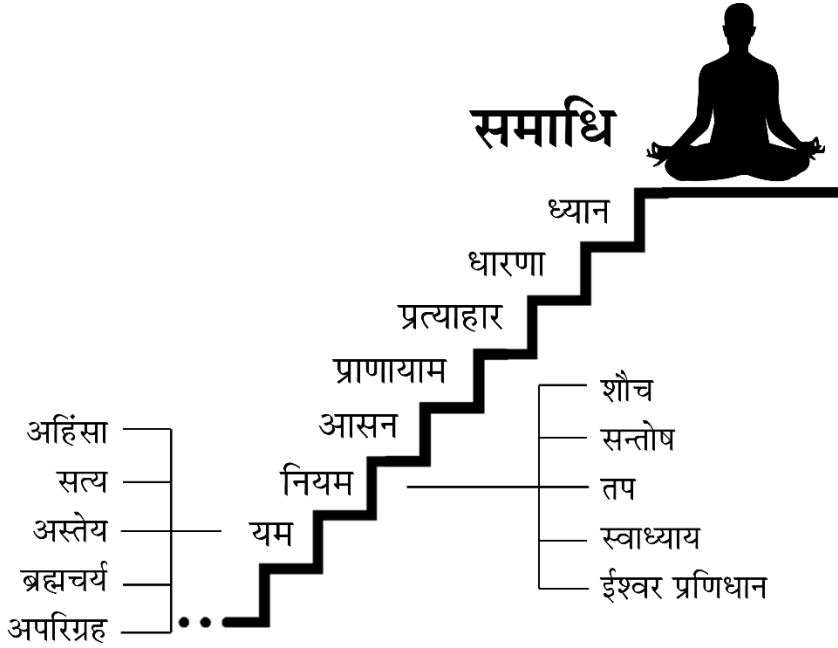 समाधि
ध्यान
धारणा
प्रत्याहार
प्राणायाम
आसन
नियम
यम
अहिंसा
सत्य
अस्तेय
ब्रह्मचर्य
अपरिग्रह
शौच
सन्तोष
तप
स्वाध्याय
ईश्वर प्रणिधान